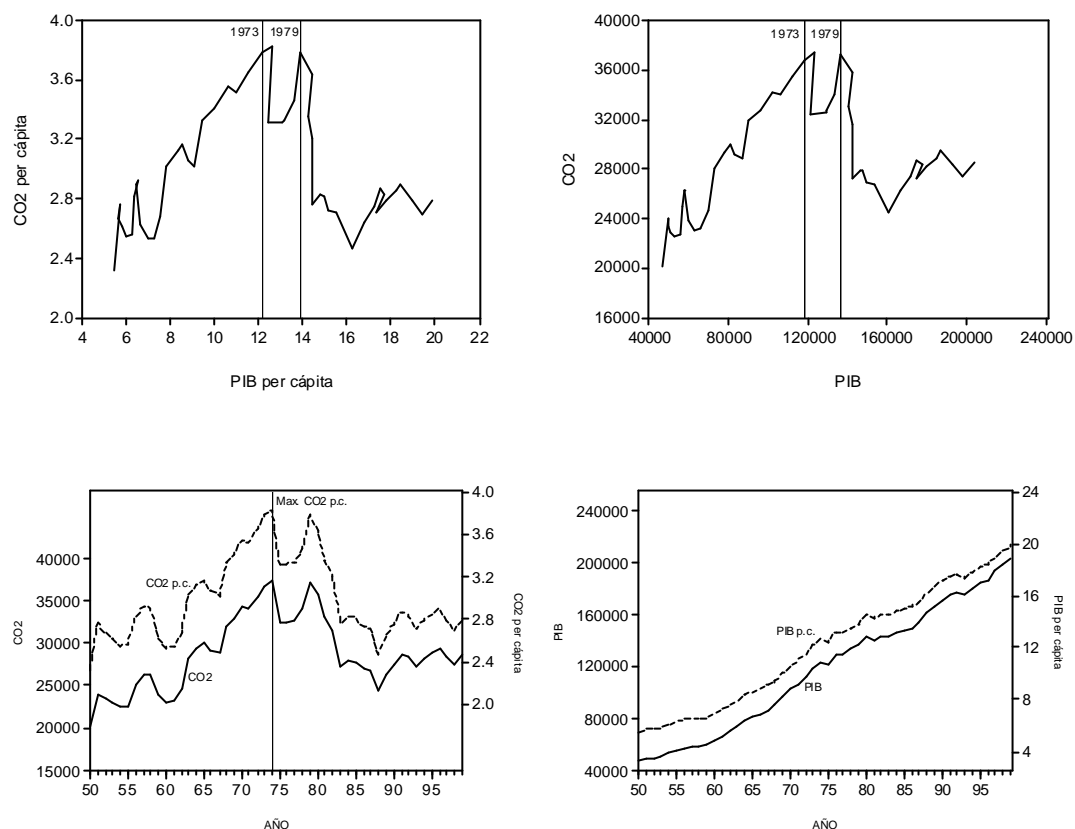 4.0
3.6
3.2
2.8
2.4
2.0
CO2 per cápita
1973 1979
4 6 8 10 12 14 16 18 20 22
PIB per cápita
40000
36000
32000
28000
24000
20000
16000
CO2
1973 1979
40000 80000 120000 160000 200000 240000
PIB
40000
35000
30000
25000
20000
15000
CO2
Max. CO2 p.c.
CO2 p.c.
CO2
4.0
3.6
3.2
2.8
2.4
2.0
CO2 per cápita
50 55 60 65 70 75 80 85 90 95
AÑO
240000
200000
160000
120000
80000
40000
PIB
PIB p.c.
PIB
24
20
16
12
8
4
PIB per cápita
50 55 60 65 70 75 80 85 90 95
AÑO